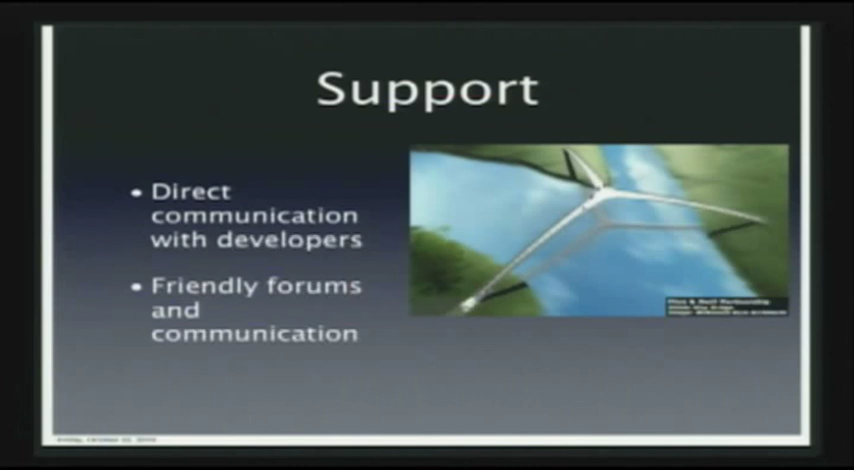 Support
• Direct
communication
with developers
• Friendly forums
and
communication